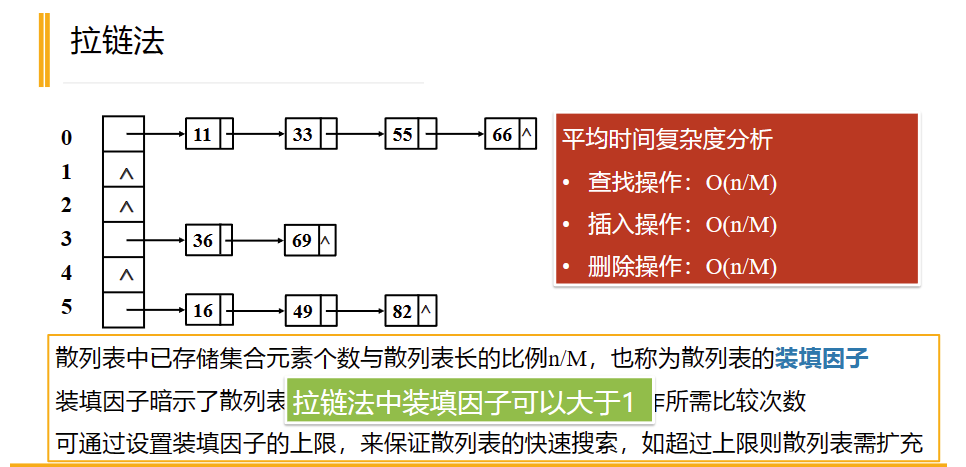 拉链法
0 11 33 55 66 ^
1 ^
2 ^
3 36 69 ^
4 ^
5 16 49 82 ^
平均时间复杂度分析
• 查找操作：O(n/M)
• 插入操作：O(n/M)
• 删除操作：O(n/M)
散列表中已存储集合元素个数与散列表长的比例n/M，也称为散列表的装填因子
装填因子暗示了散列表
拉链法中装填因子可以大于1
所需比较次数
可通过设置装填因子的上限，来保证散列表的快速搜索，如超过上限则散列表需扩充